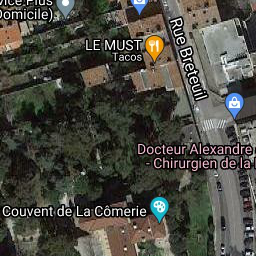 vice Plus
Domicile)
LE MUST
Tacos
Rue Breteuil
Docteur Alexandre
- Chirurgien de la
Couvent de La Cômerie